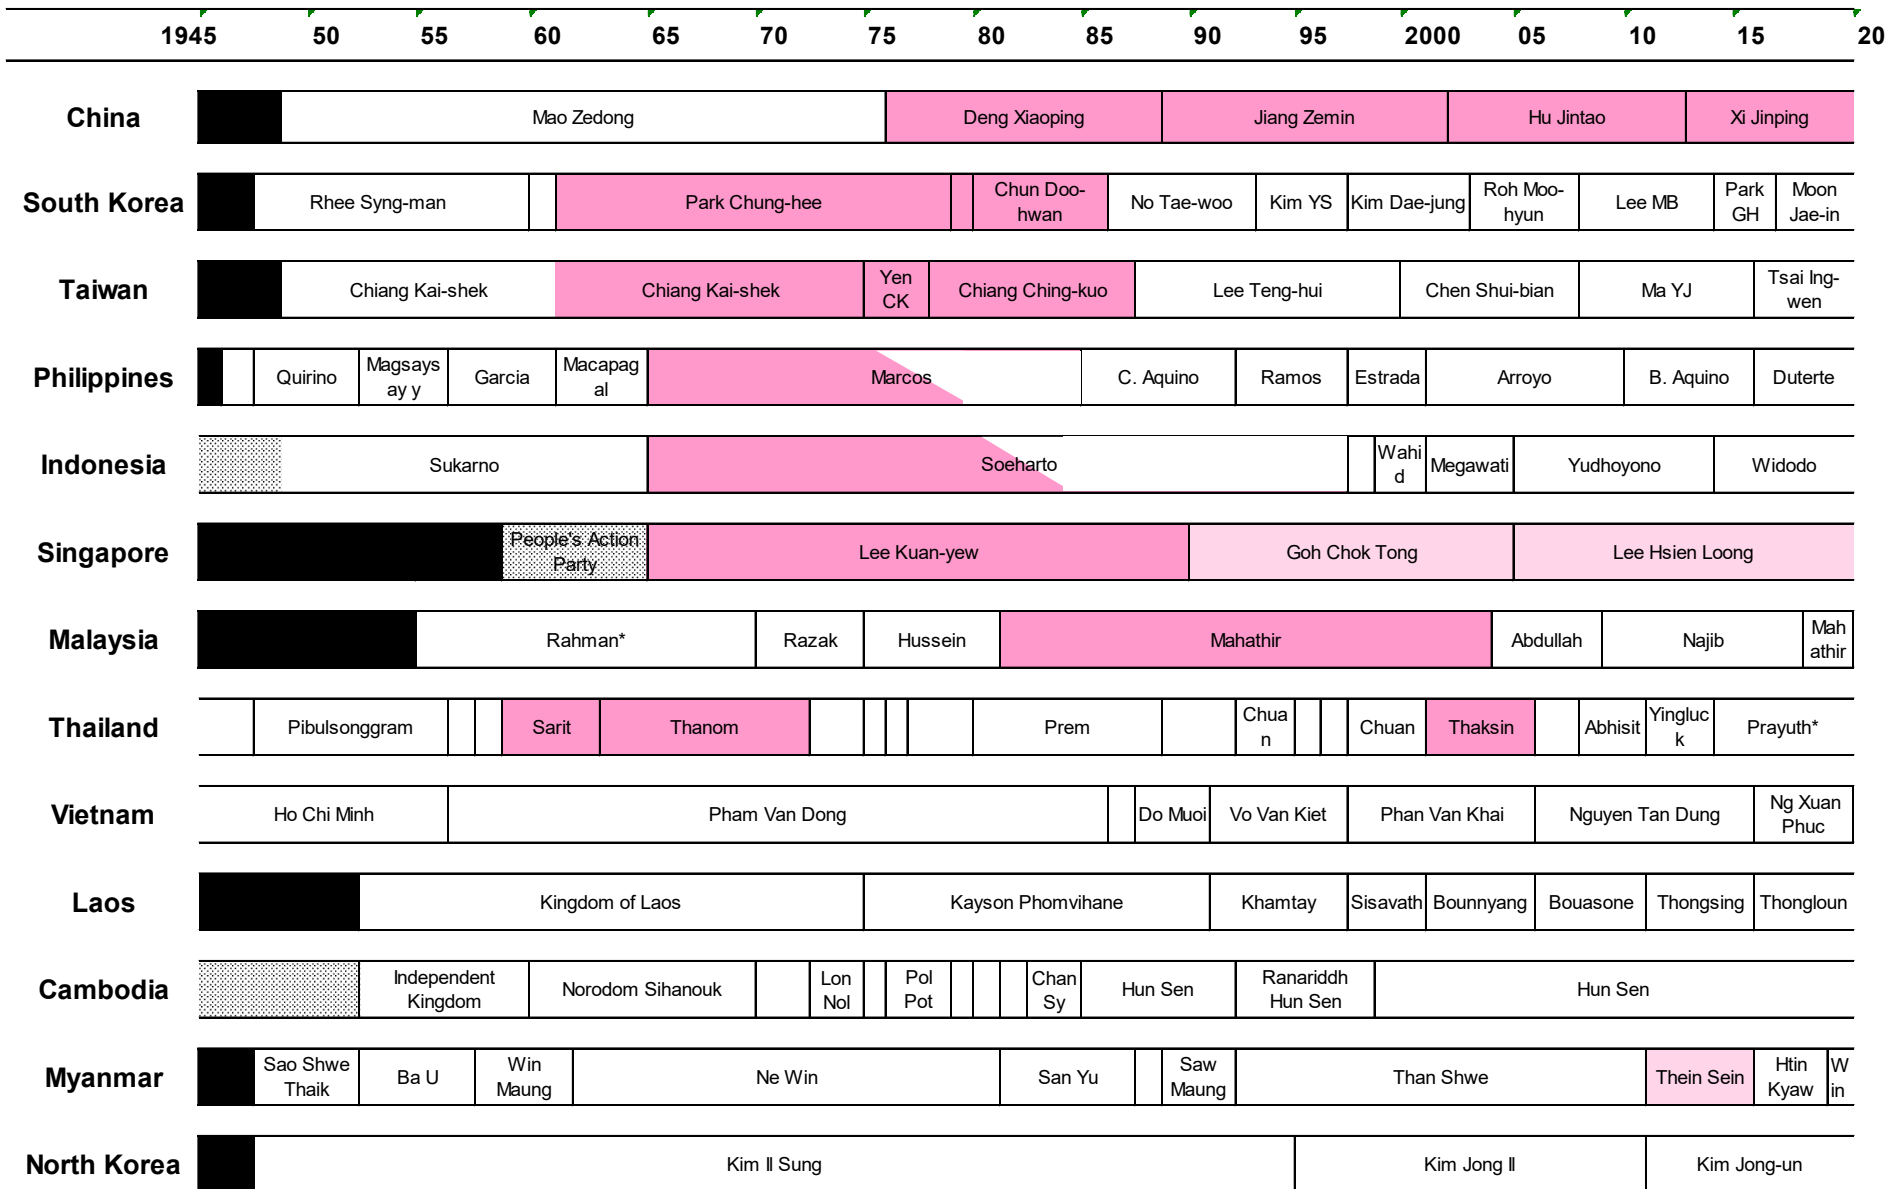 1945 50 55 60 65 70 75 80 85 90 95 2000 05 10 15 20
China Mao Zedong Deng Xiaoping Jiang Zemin Hu Jintao Xi Jinping
South Korea Rhee Syng-man Park Chung-hee Chun Doo-
hwan No Tae-woo Kim YS Kim Dae-jung Roh Moo-
hyun Lee MB Park
GH Moon
Jae-in
Taiwan Chiang Kai-shek Chiang Kai-shek Yen
CK Chiang Ching-kuo Lee Teng-hui Chen Shui-bian Ma YJ Tsai Ing-
wen
Philippines Quirino Magsays
ay y Garcia Macapag
al Marcos C. Aquino Ramos Estrada Arroyo B. Aquino Duterte
Indonesia Sukarno Soeharto Wahi
d Megawati Yudhoyono Widodo
Singapore People's Action
Party Lee Kuan-yew Goh Chok Tong Lee Hsien Loong
Malaysia Rahman* Razak Hussein Mahathir Abdullah Najib Mah
athir
Thailand Pibulsonggram Sarit Thanom Prem Chua
n Chuan Thaksin Abhisit Yingluc
k Prayuth*
Vietnam Ho Chi Minh Pham Van Dong Do Muoi Vo Van Kiet Phan Van Khai Nguyen Tan Dung Ng Xuan
Phuc
Laos Kingdom of Laos Kayson Phomvihane Khamtay Sisavath Bounnyang Bouasone Thongsing Thongloun
Cambodia Independent
Kingdom Norodom Sihanouk Lon
Nol Pol
Pot Chan
Sy Hun Sen Ranariddh
Hun Sen Hun Sen
Myanmar Sao Shwe
Thaik Ba U Win
Maung Ne Win San Yu Saw
Maung Than Shwe Thein Sein Htin
Kyaw W
in
North Korea Kim Il Sung Kim Jong Il Kim Jong-un